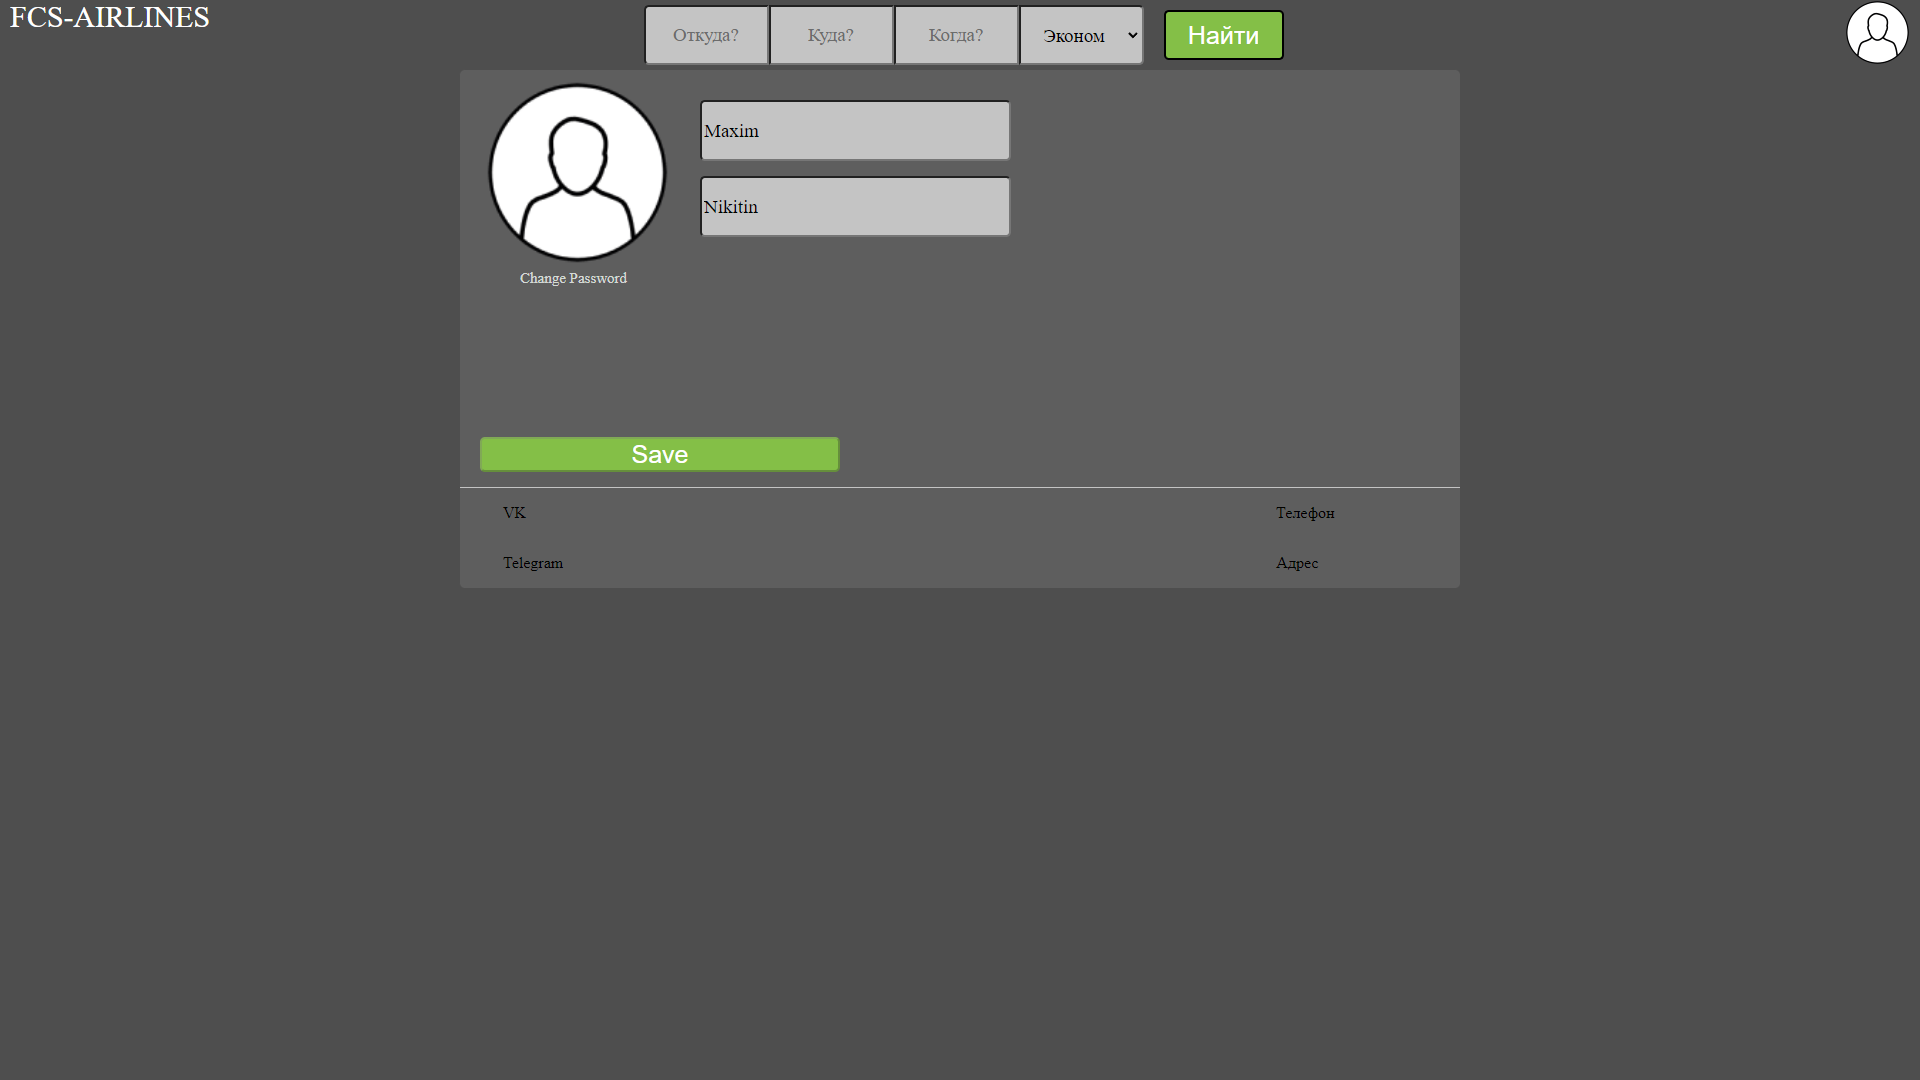 FCS-AIRLINES
Откуда? Куда? Когда? Эконом Найти
Maxim
Nikitin
Change Password
Save
VK Телефон
Telegram Адрес